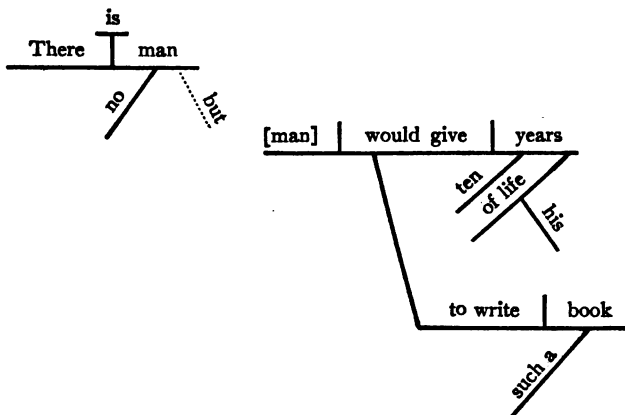 is
There man
no
but
[man] would give years
ten
of life
his
to write book
such a